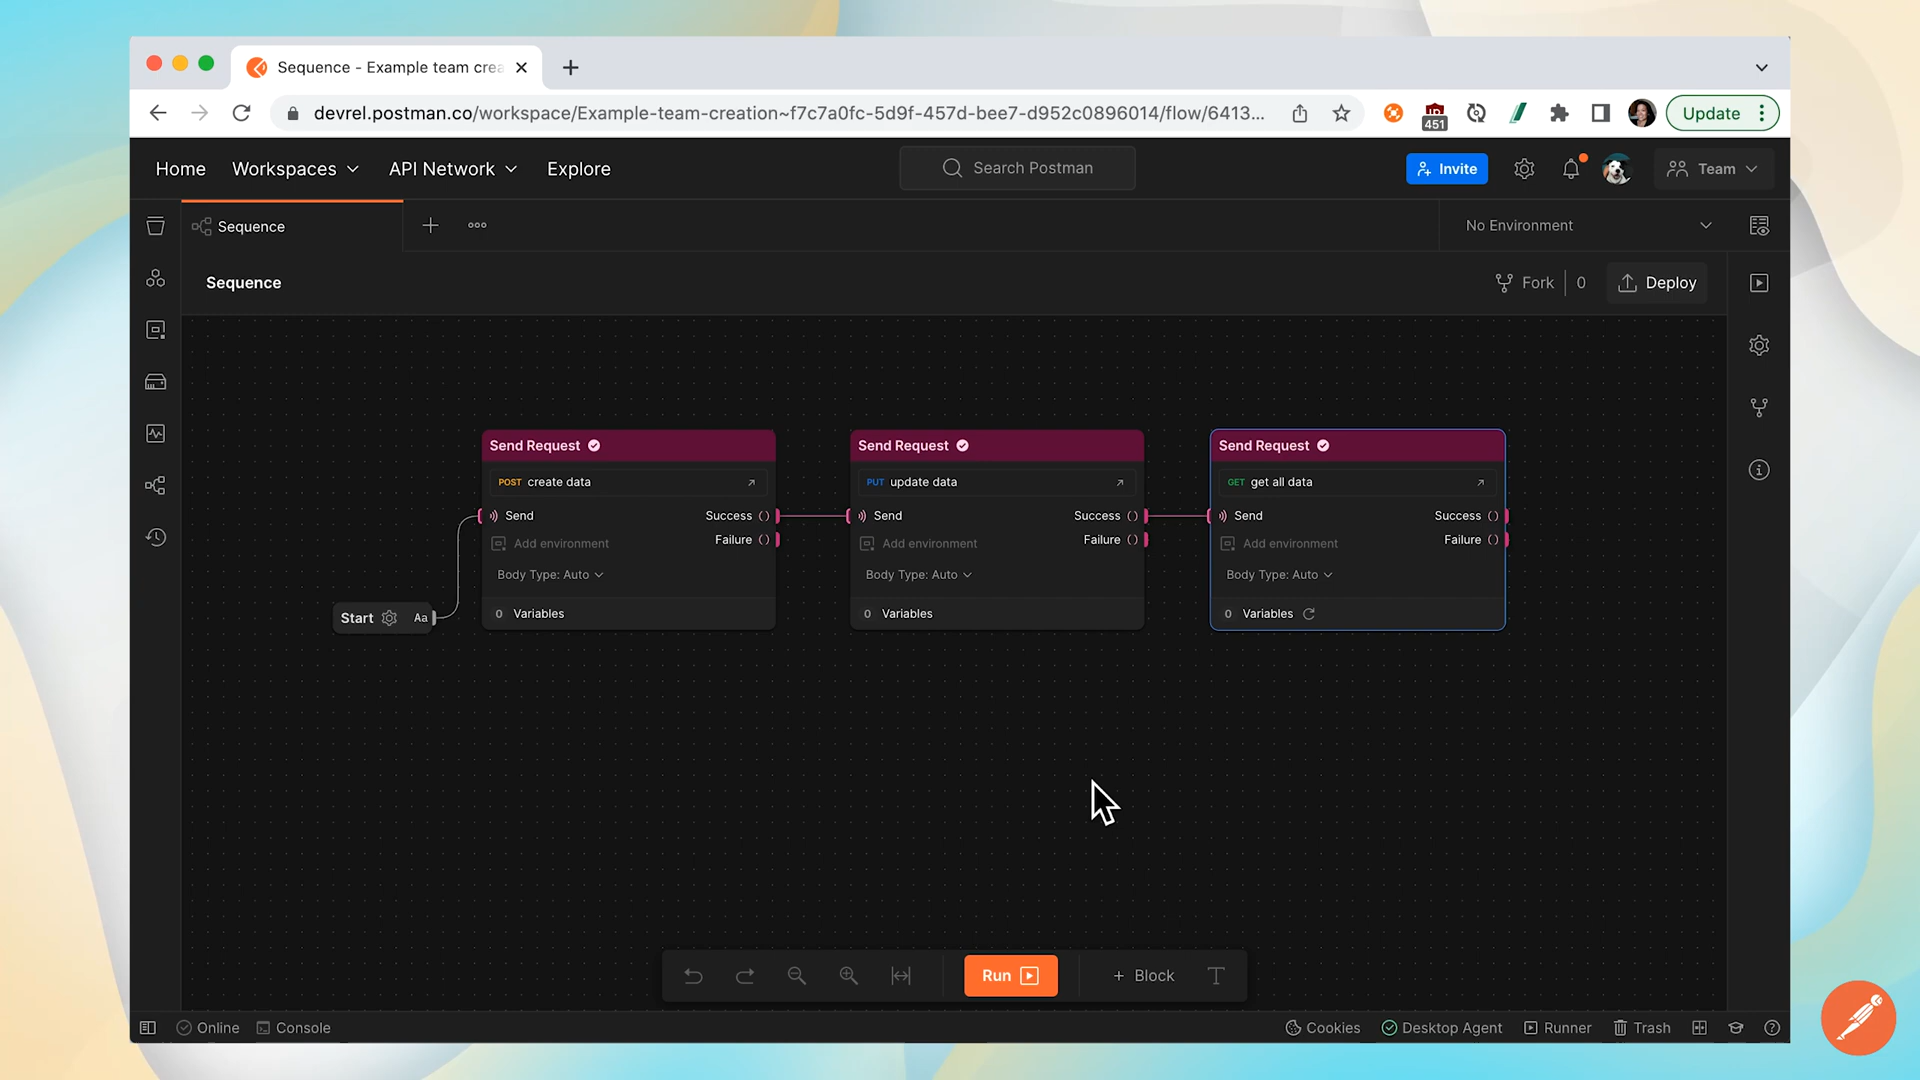 Sequence - Example team crea
devrel.postman.co/workspace/Example-team-creation~f7c7a0fc-5d9f-457d-bee7-d952c0896014/flow/6413...
451
Update
Home Workspaces API Network Explore
Search Postman
Invite
Team
Sequence
No Environment
Sequence
Fork 0
Deploy
Send Request
POST create data
Send Success ()
Add environment Failure ()
Body Type: Auto
0 Variables
Send Request
PUT update data
Send Success ()
Add environment Failure ()
Body Type: Auto
0 Variables
Send Request
GET get all data
Send Success ()
Add environment Failure ()
Body Type: Auto
0 Variables
Start Aa
Run
+ Block T
Online Console
Cookies Desktop Agent Runner Trash